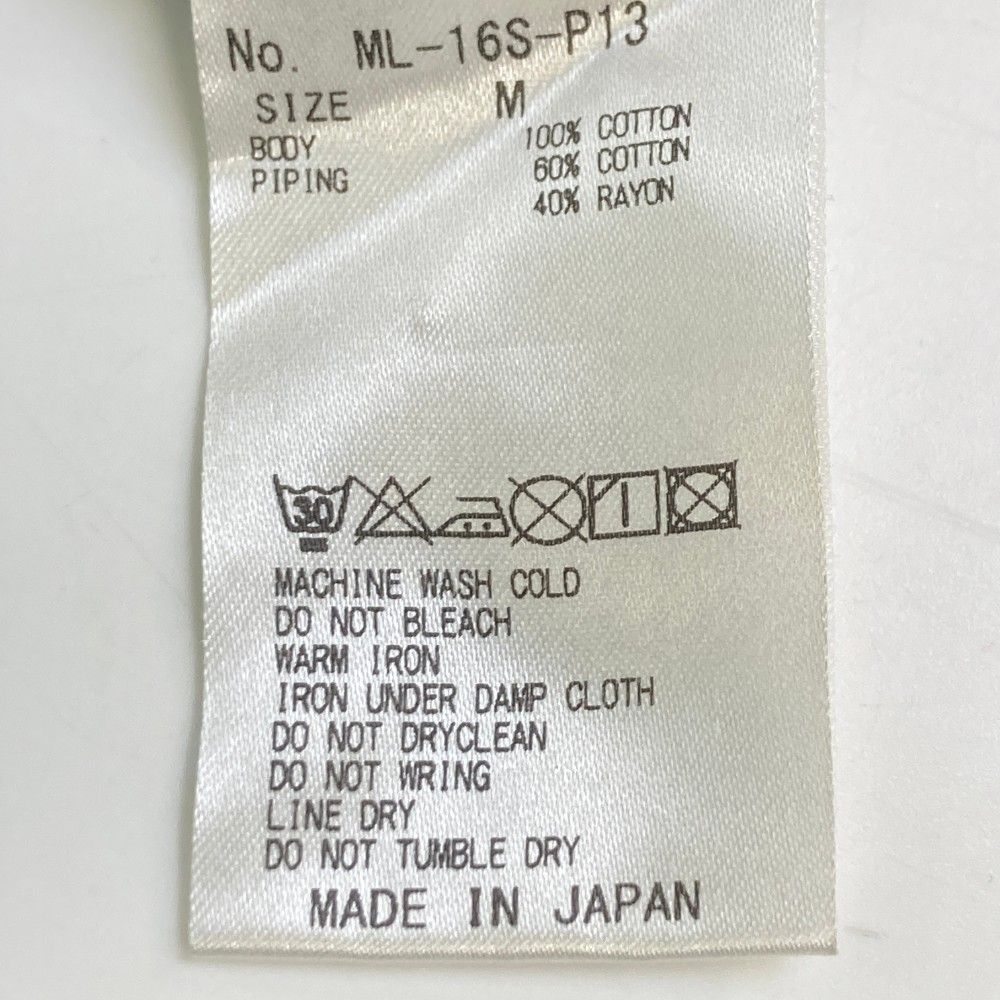 No. ML-16S-P13
SIZE M
BODY 100% COTTON
PIPING 60% COTTON
40% RAYON
30
MACHINE WASH COLD
DO NOT BLEACH
WARM IRON
IRON UNDER DAMP CLOTH
DO NOT DRYCLEAN
DO NOT WRING
LINE DRY
DO NOT TUMBLE DRY
MADE IN JAPAN